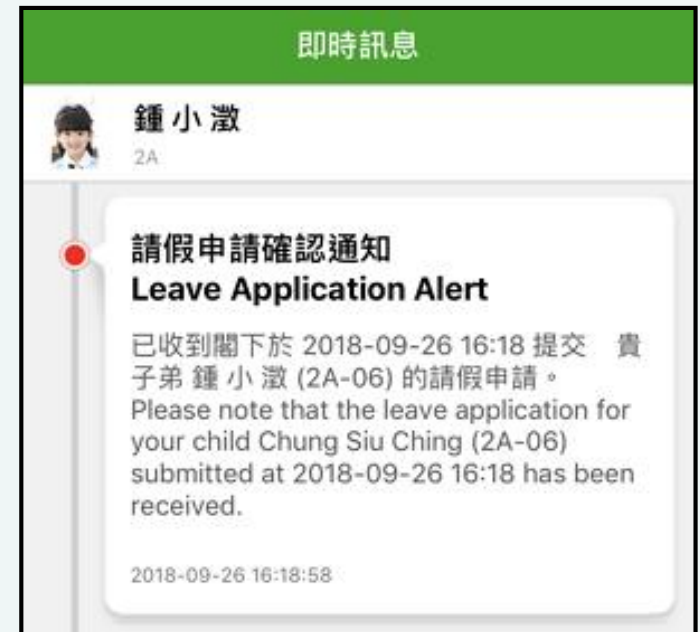 即時訊息
鍾小澂
2A
請假申請確認通知
Leave Application Alert
已收到閣下於 2018-09-26 16:18 提交　貴
子弟 鍾 小 澂 (2A-06) 的請假申請。
Please note that the leave application for
your child Chung Siu Ching (2A-06)
submitted at 2018-09-26 16:18 has been
received.
2018-09-26 16:18:58